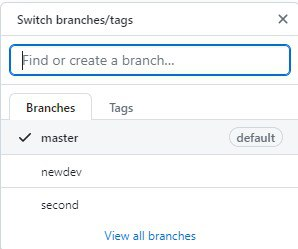 Switch branches/tags
Find or create a branch...
Branches Tags
master default
newdev
second
View all branches